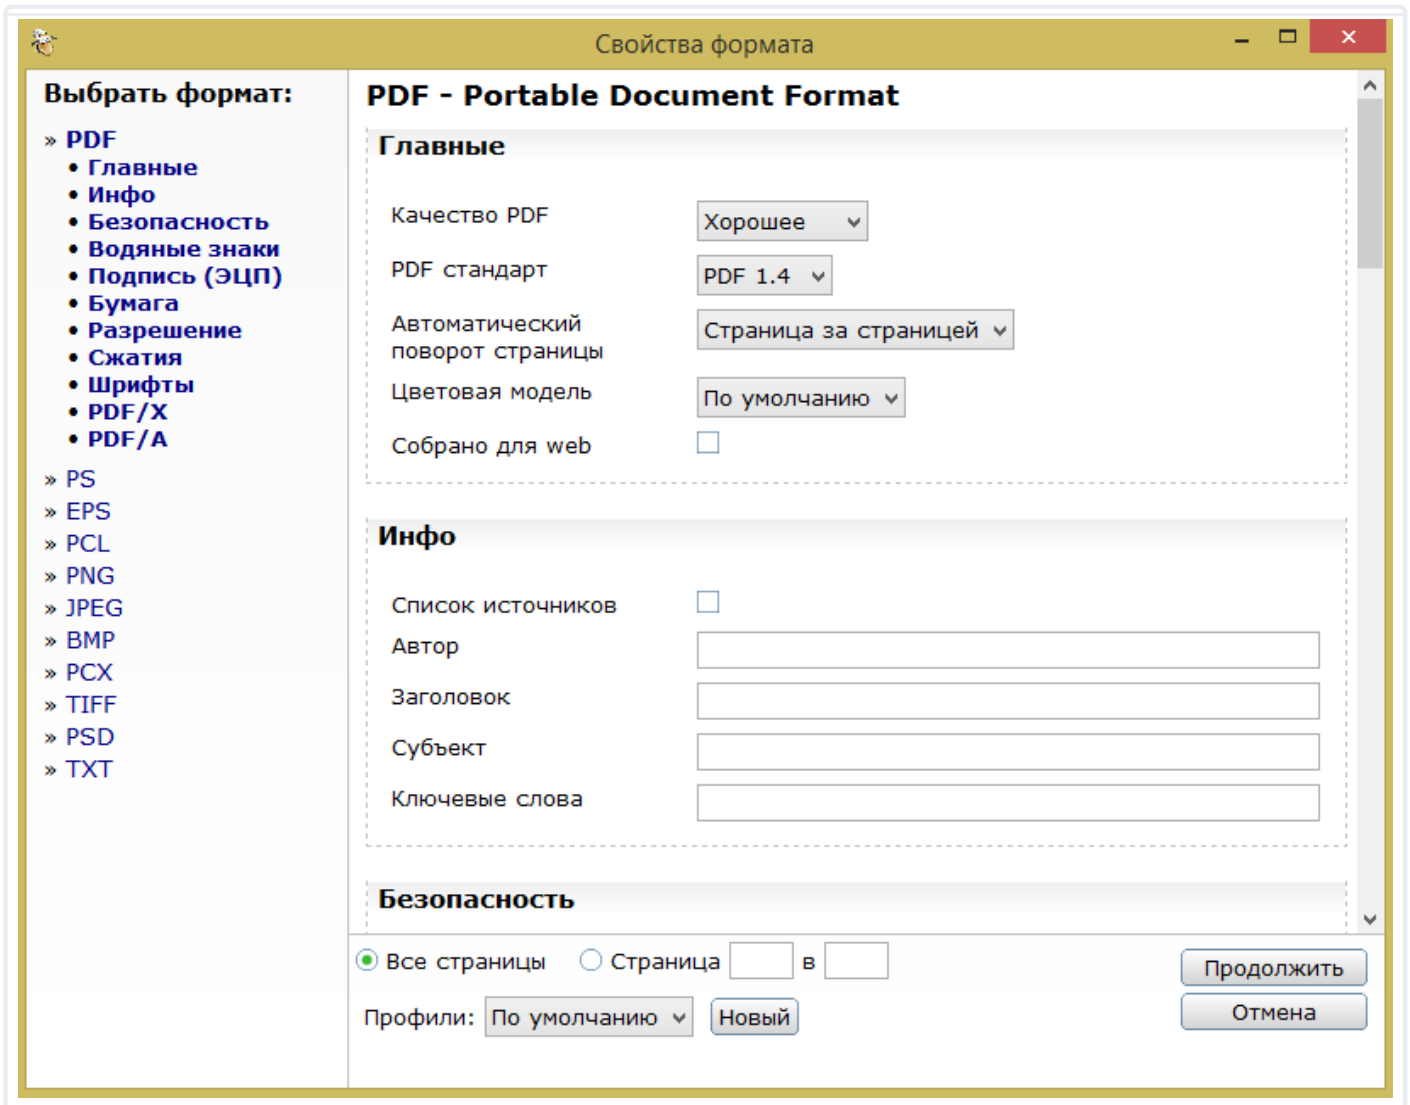 Свойства формата
Выбрать формат:
» PDF
• Главные
• Инфо
• Безопасность
• Водяные знаки
• Подпись (ЭЦП)
• Бумага
• Разрешение
• Сжатия
• Шрифты
• PDF/X
• PDF/A
» PS
» EPS
» PCL
» PNG
» JPEG
» BMP
» PCX
» TIFF
» PSD
» TXT
PDF - Portable Document Format
Главные
Качество PDF Хорошее
PDF стандарт PDF 1.4
Автоматический
поворот страницы Страница за страницей
Цветовая модель По умолчанию
Собрано для web
Инфо
Список источников
Автор
Заголовок
Субъект
Ключевые слова
Безопасность
Все страницы Страница в
Продолжить
Профили: По умолчанию Новый
Отмена